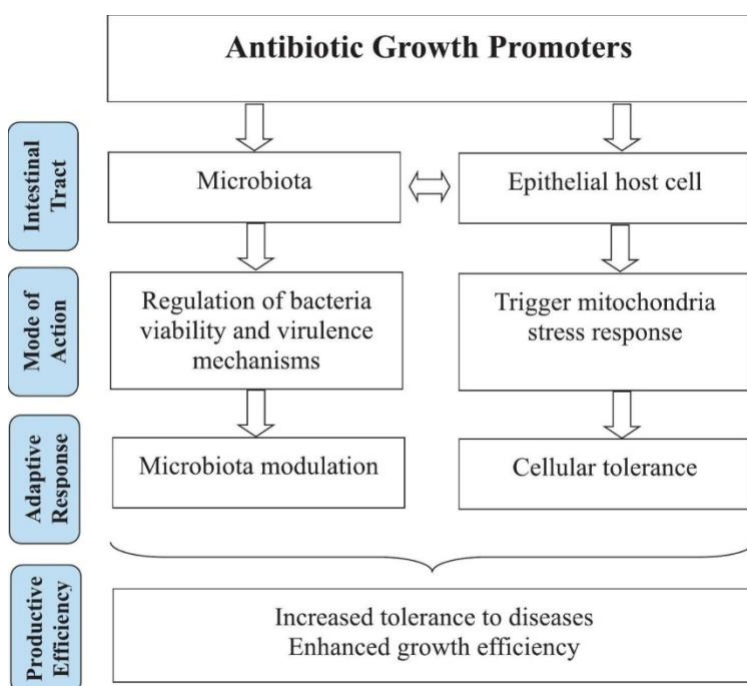 Antibiotic Growth Promoters
Intestinal
Tract
Microbiota
Epithelial host cell
Mode of
Action
Regulation of bacteria
viability and virulence
mechanisms
Trigger mitochondria
stress response
Adaptive
Response
Microbiota modulation
Cellular tolerance
Productive
Efficiency
Increased tolerance to diseases
Enhanced growth efficiency